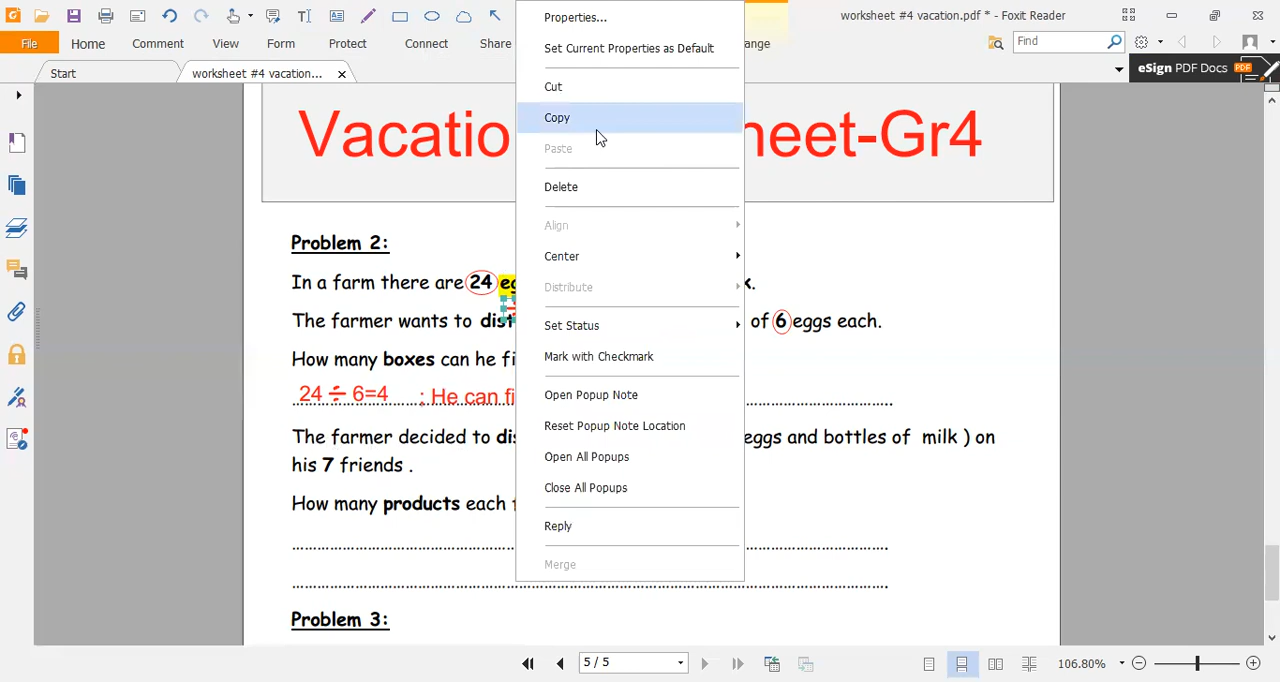 worksheet #4 vacation.pdf * - Foxit Reader
File Home Comment View Form Protect Connect Share
Find
Start
worksheet #4 vacation...
eSign PDF Docs
PDF
Properties...
Set Current Properties as Default
Cut
Copy
Paste
Delete
Align
Center
Distribute
Set Status
Mark with Checkmark
Open Popup Note
Reset Popup Note Location
Open All Popups
Close All Popups
Reply
Merge
Problem 2:
In a farm there are 24
The farmer wants to of 6 eggs each.
How many boxes can he
24 ÷ 6=4 ; He can
The farmer decided to eggs and bottles of milk ) on
his 7 friends .
How many products each
Problem 3:
5 / 5
106.80%